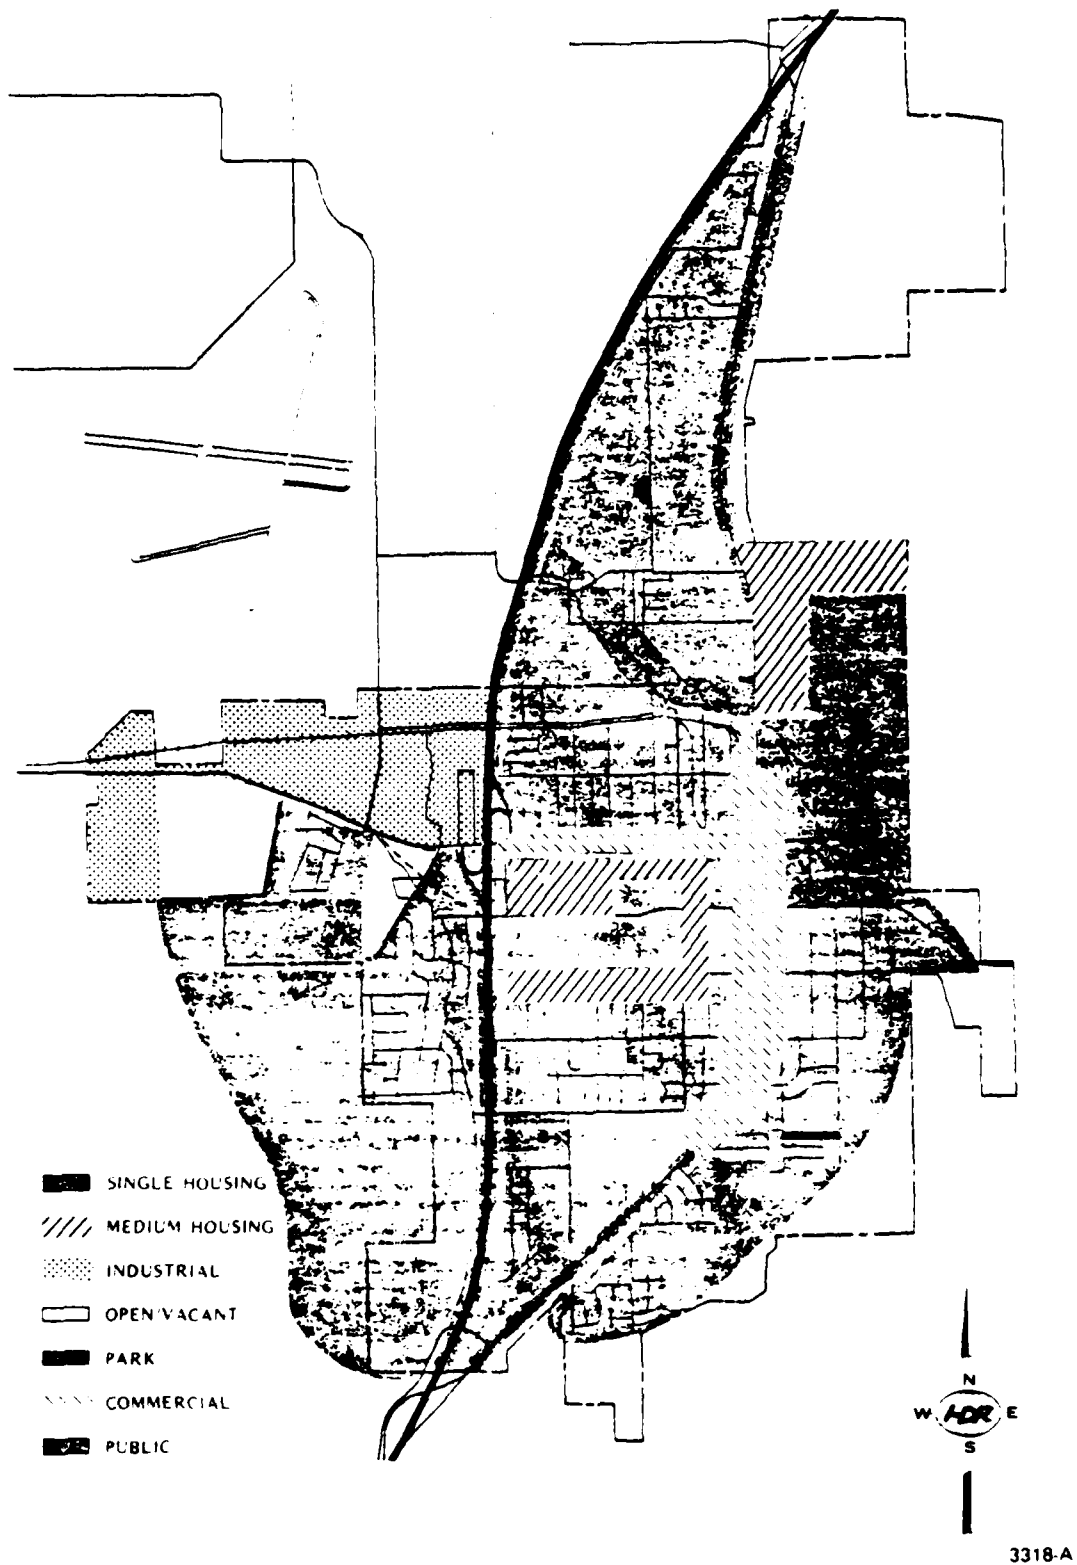 SINGLE HOUSING
MEDIUM HOUSING
INDUSTRIAL
OPEN/VACANT
PARK
COMMERCIAL
PUBLIC
N
W HDR E
S
3318-A